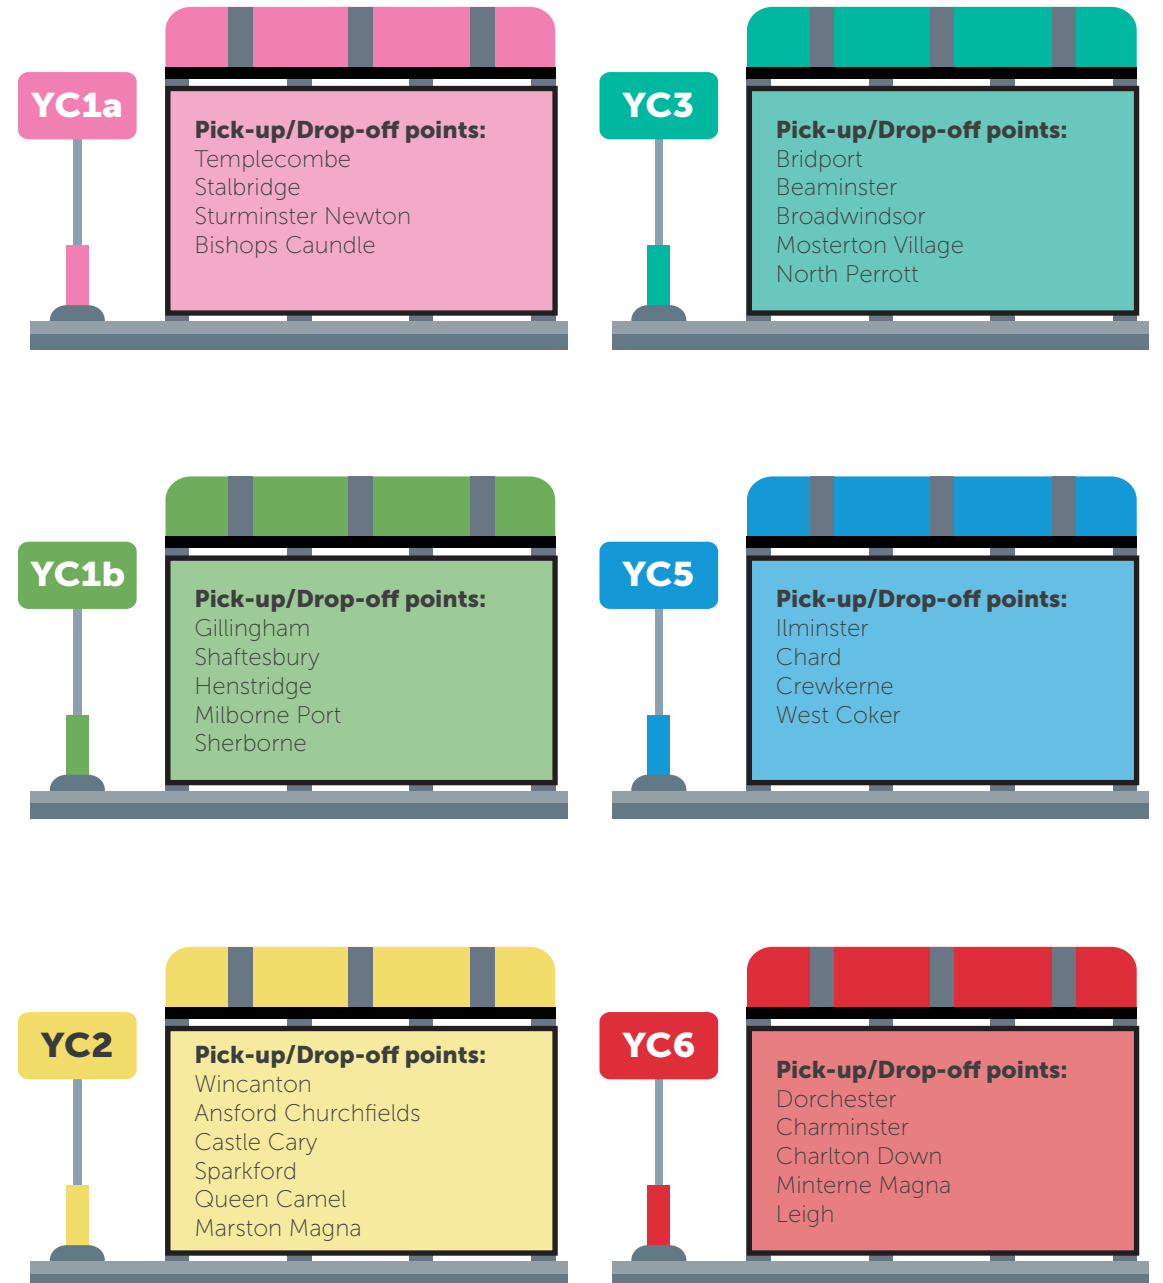 YC1a
Pick-up/Drop-off points:
Templecombe
Stalbridge
Sturminster Newton
Bishops Caundle
YC3
Pick-up/Drop-off points:
Bridport
Beaminster
Broadwindsor
Mosterton Village
North Perrott
YC1b
Pick-up/Drop-off points:
Gillingham
Shaftesbury
Henstridge
Milborne Port
Sherborne
YC5
Pick-up/Drop-off points:
Ilminster
Chard
Crewkerne
West Coker
YC2
Pick-up/Drop-off points:
Wincanton
Ansford Churchfields
Castle Cary
Sparkford
Queen Camel
Marston Magna
YC6
Pick-up/Drop-off points:
Dorchester
Charminster
Charlton Down
Minterne Magna
Leigh